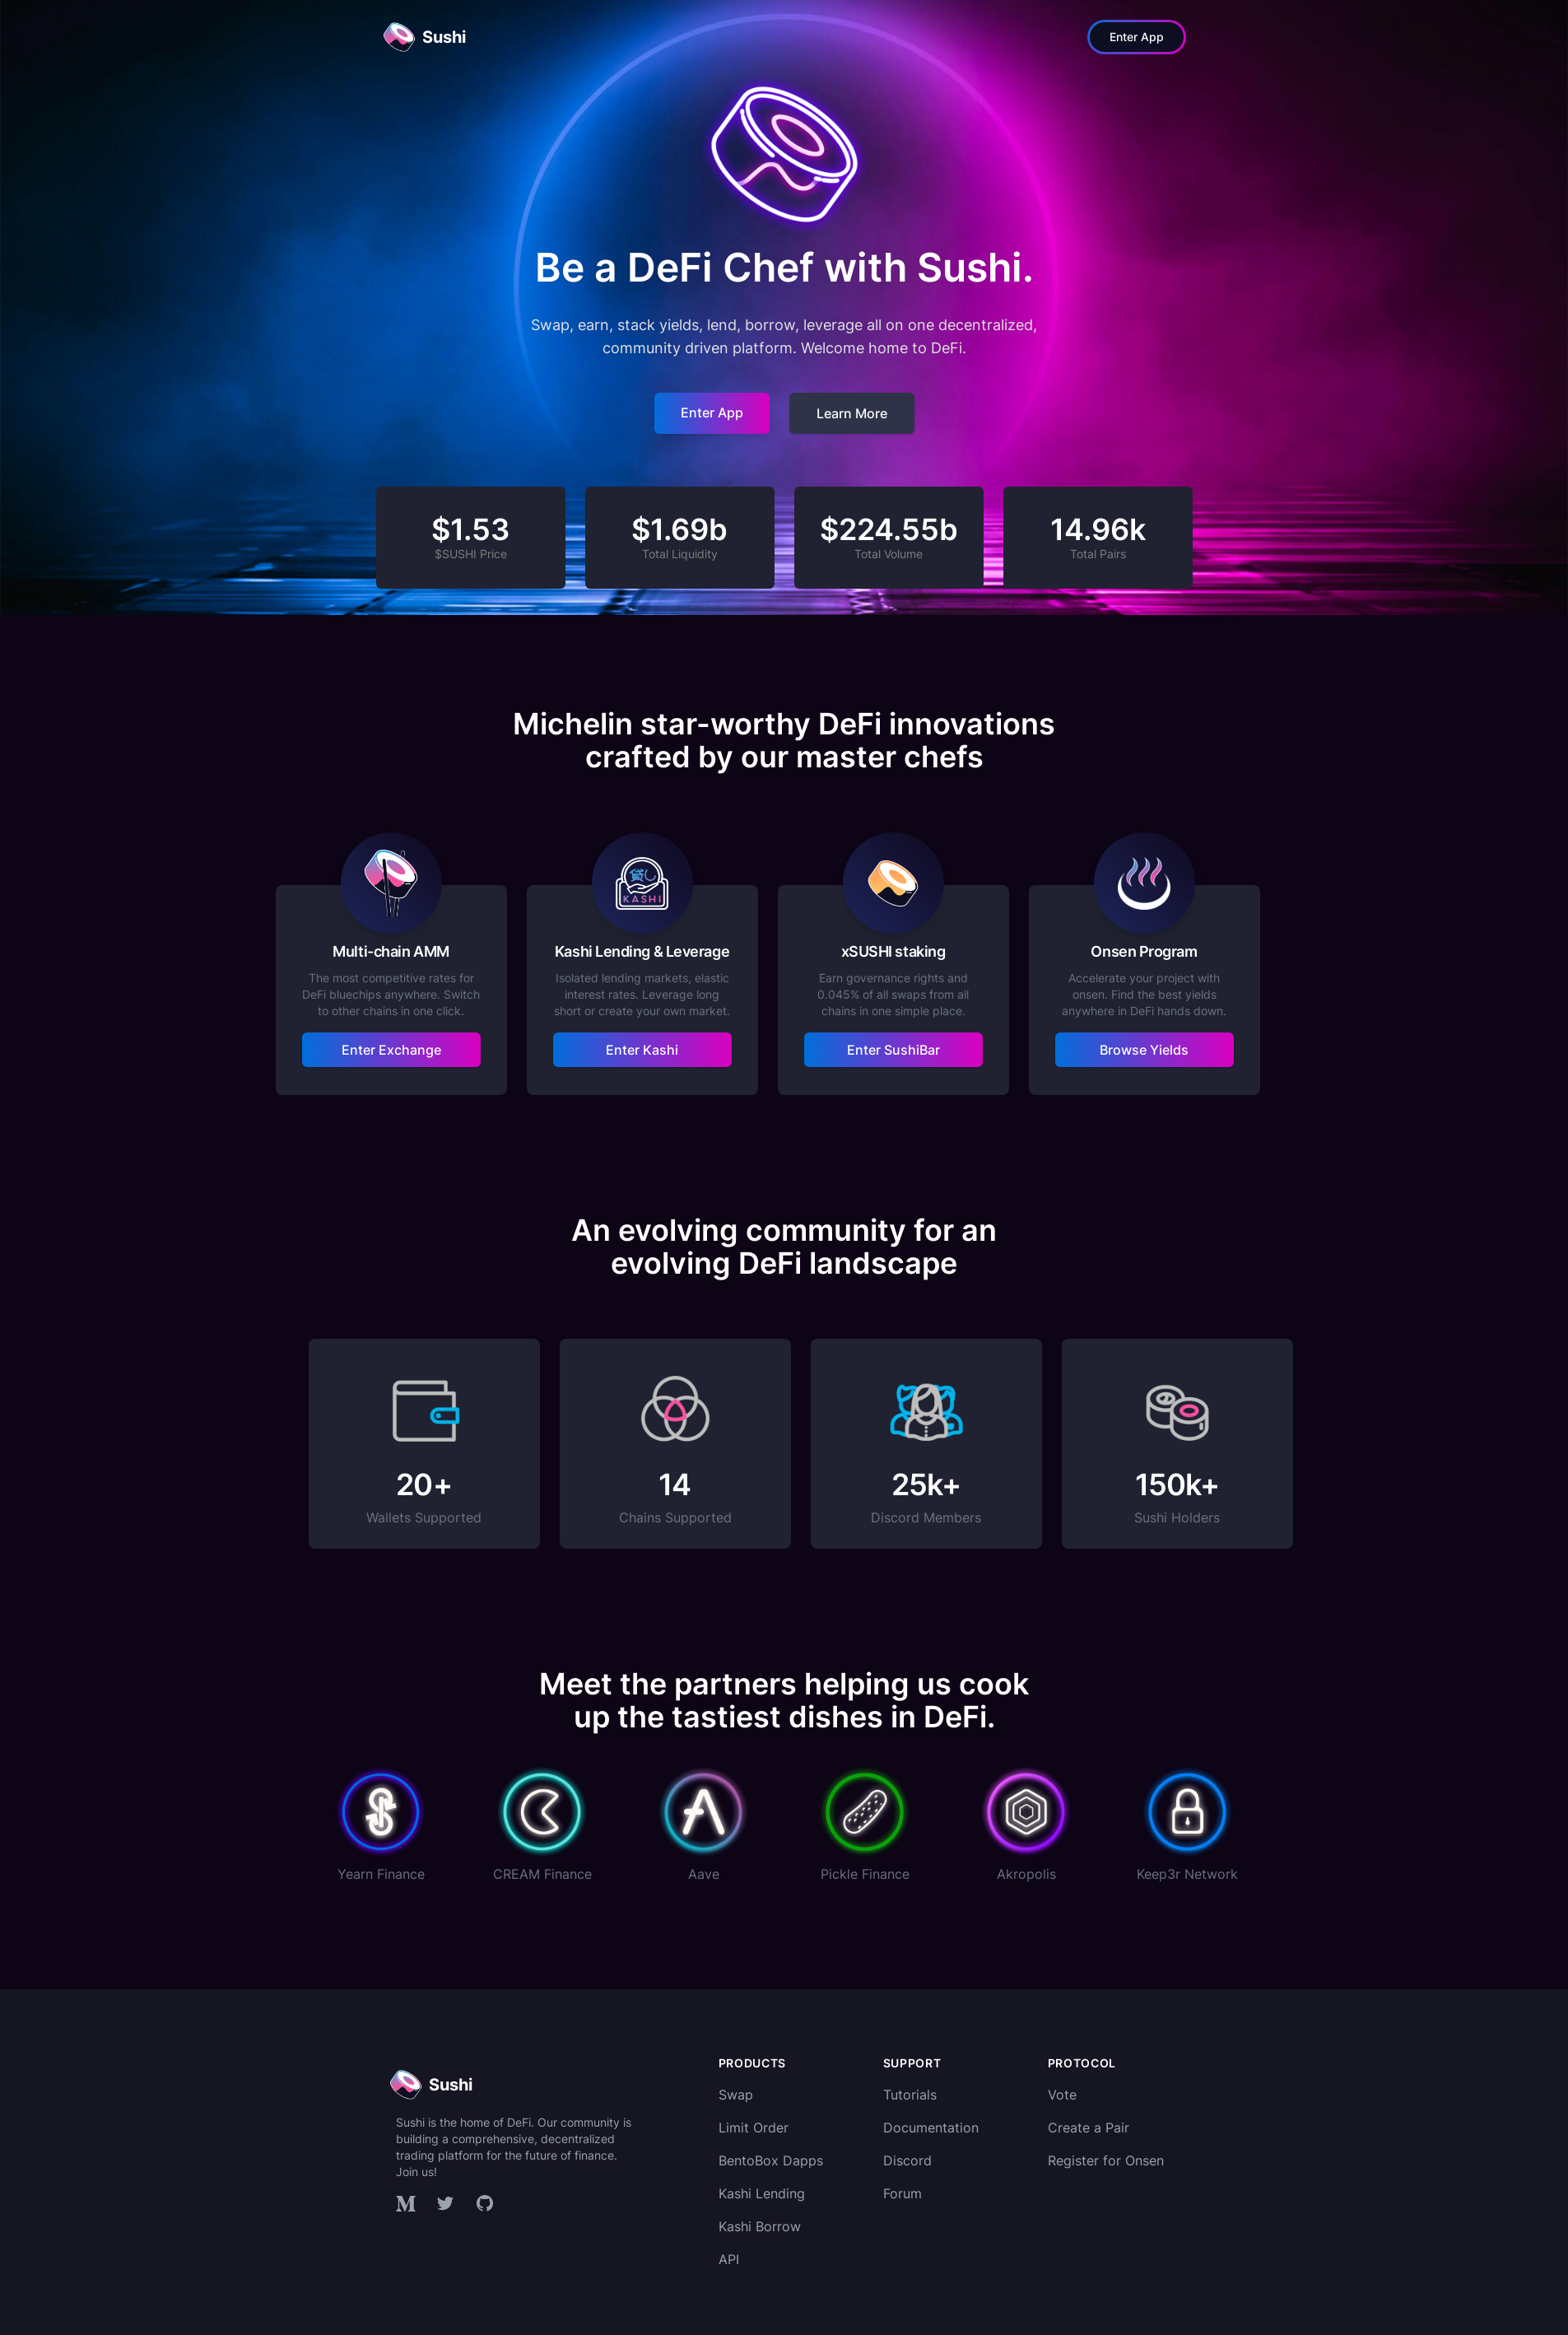 Sushi
Enter App
Be a DeFi Chef with Sushi.
Swap, earn, stack yields, lend, borrow, leverage all on one decentralized,
community driven platform. Welcome home to DeFi.
Enter App
Learn More
$1.53
$SUSHI Price
$1.69b
Total Liquidity
$224.55b
Total Volume
14.96k
Total Pairs
Michelin star-worthy DeFi innovations
crafted by our master chefs
Multi-chain AMM
The most competitive rates for
DeFi bluechips anywhere. Switch
to other chains in one click.
Enter Exchange
貸し
KASHI
Kashi Lending & Leverage
Isolated lending markets, elastic
interest rates. Leverage long
short or create your own market.
Enter Kashi
xSUSHI staking
Earn governance rights and
0.045% of all swaps from all
chains in one simple place.
Enter SushiBar
Onsen Program
Accelerate your project with
onsen. Find the best yields
anywhere in DeFi hands down.
Browse Yields
An evolving community for an
evolving DeFi landscape
20+
Wallets Supported
14
Chains Supported
25k+
Discord Members
150k+
Sushi Holders
Meet the partners helping us cook
up the tastiest dishes in DeFi.
Yearn Finance
CREAM Finance
Aave
Pickle Finance
Akropolis
Keep3r Network
Sushi
Sushi is the home of DeFi. Our community is
building a comprehensive, decentralized
trading platform for the future of finance.
Join us!
PRODUCTS
Swap
Limit Order
BentoBox Dapps
Kashi Lending
Kashi Borrow
API
SUPPORT
Tutorials
Documentation
Discord
Forum
PROTOCOL
Vote
Create a Pair
Register for Onsen